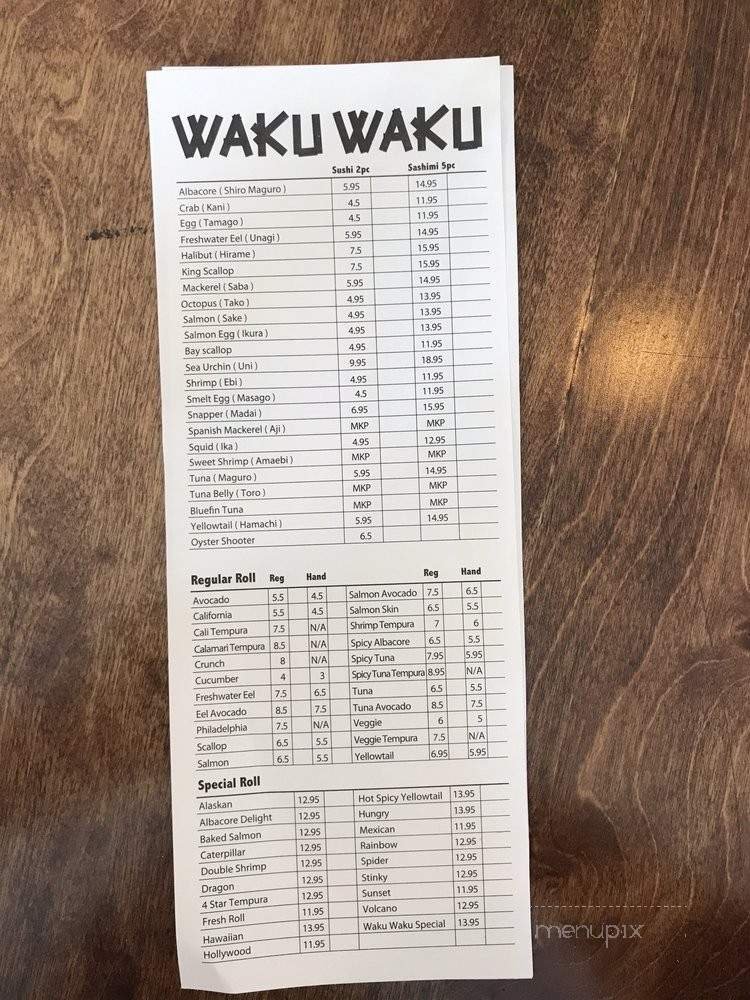 WAKU WAKU
Sushi 2pc Sashimi 5pc
Albacore ( Shiro Maguro ) 5.95 14.95
Crab ( Kani ) 4.5 11.95
Egg ( Tamago ) 4.5 11.95
Freshwater Eel ( Unagi ) 5.95 14.95
Halibut ( Hirame ) 7.5 15.95
King Scallop 7.5 15.95
Mackerel ( Saba ) 5.95 14.95
Octopus ( Tako ) 4.95 13.95
Salmon ( Sake ) 4.95 13.95
Salmon Egg ( Ikura ) 4.95 13.95
Bay scallop 4.95 11.95
Sea Urchin ( Uni ) 9.95 18.95
Shrimp ( Ebi ) 4.95 11.95
Smelt Egg ( Masago ) 4.5 11.95
Snapper ( Madai ) 6.95 15.95
Spanish Mackerel ( Aji ) MKP MKP
Squid ( Ika ) 4.95 12.95
Sweet Shrimp ( Amaebi ) MKP MKP
Tuna ( Maguro ) 5.95 14.95
Tuna Belly ( Toro ) MKP MKP
Bluefin Tuna MKP MKP
Yellowtail ( Hamachi ) 5.95 14.95
Oyster Shooter 6.5
Regular Roll Reg Hand Reg Hand
Avocado 5.5 4.5 Salmon Avocado 7.5 6.5
California 5.5 4.5 Salmon Skin 6.5 5.5
Cali Tempura 7.5 N/A Shrimp Tempura 7 6
Calamari Tempura 8.5 N/A Spicy Albacore 6.5 5.5
Crunch 8 N/A Spicy Tuna 7.95 5.95
Cucumber 4 3 Spicy Tuna Tempura 8.95 N/A
Freshwater Eel 7.5 6.5 Tuna 6.5 5.5
Eel Avocado 8.5 7.5 Tuna Avocado 8.5 7.5
Philadelphia 7.5 N/A Veggie 6 5
Scallop 6.5 5.5 Veggie Tempura 7.5 N/A
Salmon 6.5 5.5 Yellowtail 6.95 5.95
Special Roll
Alaskan 12.95 Hot Spicy Yellowtail 13.95
Albacore Delight 12.95 Hungry 13.95
Baked Salmon 12.95 Mexican 11.95
Caterpillar 12.95 Rainbow 12.95
Double Shrimp 12.95 Spider 12.95
Dragon 12.95 Stinky 12.95
4 Star Tempura 12.95 Sunset 11.95
Fresh Roll 11.95 Volcano 12.95
Hawaiian 13.95 Waku Waku Special 13.95
Hollywood 11.95
menupix